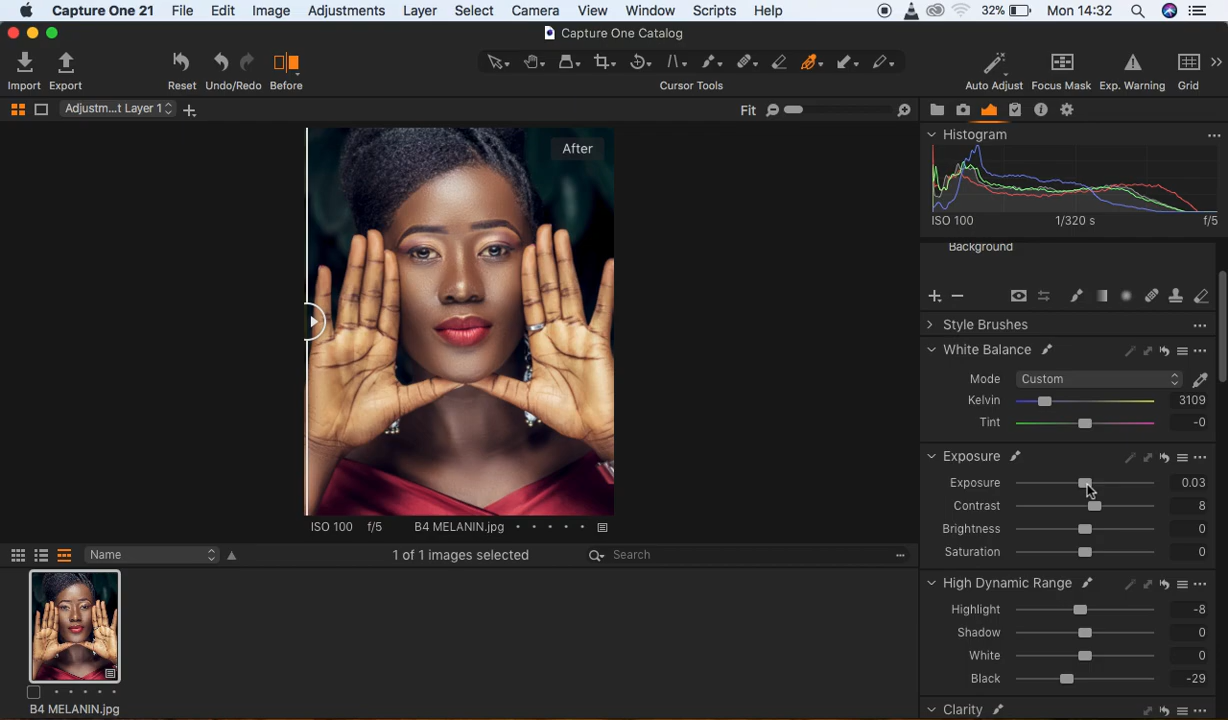 Capture One 21 File Edit Image Adjustments Layer Select Camera View Window Scripts Help 32% Mon 14:32
Capture One Catalog
Import Export Reset Undo/Redo Before Cursor Tools Auto Adjust Focus Mask Exp. Warning Grid
Adjustm...t Layer 1 Fit
After
Histogram
ISO 100 1/320 s f/5
Background
Style Brushes
White Balance
Mode Custom
Kelvin 3109
Tint -0
Exposure
Exposure 0.03
Contrast 8
Brightness 0
Saturation 0
High Dynamic Range
Highlight -8
Shadow 0
White 0
Black -29
Clarity
ISO 100 f/5 B4 MELANIN.jpg
Name 1 of 1 images selected Search
B4 MELANIN.jpg